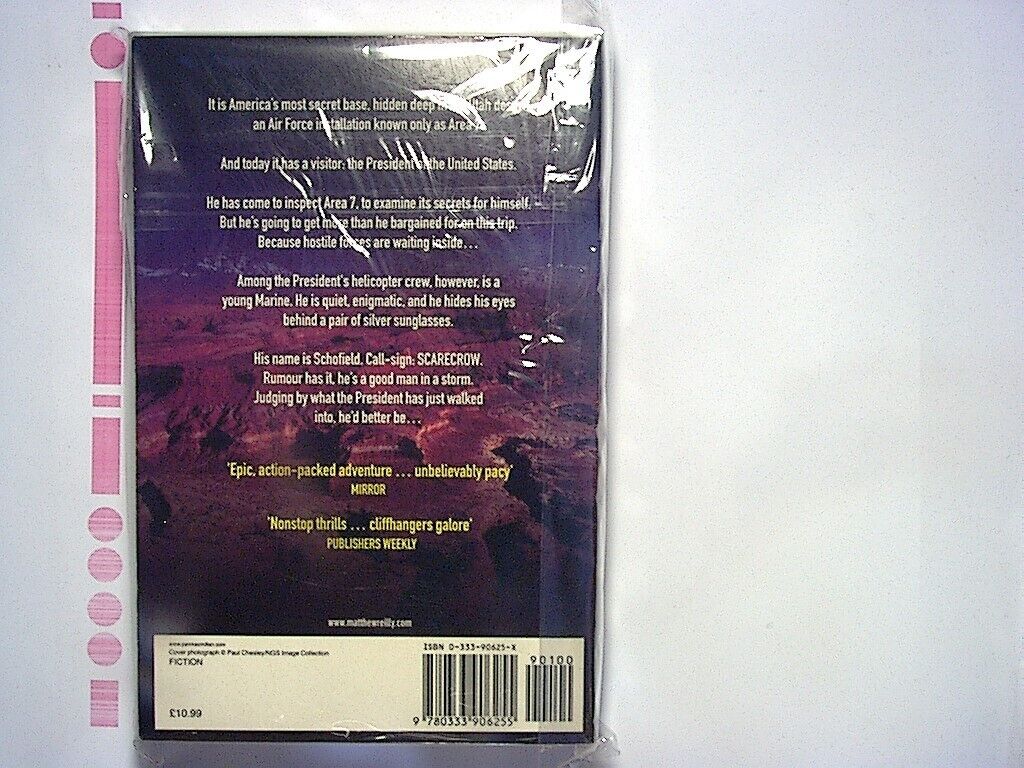 It is America's most secret base, hidden deep Utah
an Air Force installation known only as Area
And today it has a visitor: the President of the United States.
He has come to inspect Area 7, to examine its secrets for himself.
But he's going to get more than he bargained for on this trip.
Because hostile forces are waiting inside...
Among the President's helicopter crew, however, is a
young Marine. He is quiet, enigmatic, and he hides his eyes
behind a pair of silver sunglasses.
His name is Schofield. Call-sign: SCARECROW.
Rumour has it, he's a good man in a storm.
Judging by what the President has just walked
into, he'd better be...
'Epic, action-packed adventure ... unbelievably pacy'
MIRROR
'Nonstop thrills ... cliffhangers galore'
PUBLISHERS WEEKLY
www.matthewreilly.com
www.panmacmillan.com
Cover photograph © Paul Chesley/NGS Image Collection
FICTION
£10.99
ISBN 0-333-90625-X
90100
9 780333 906255